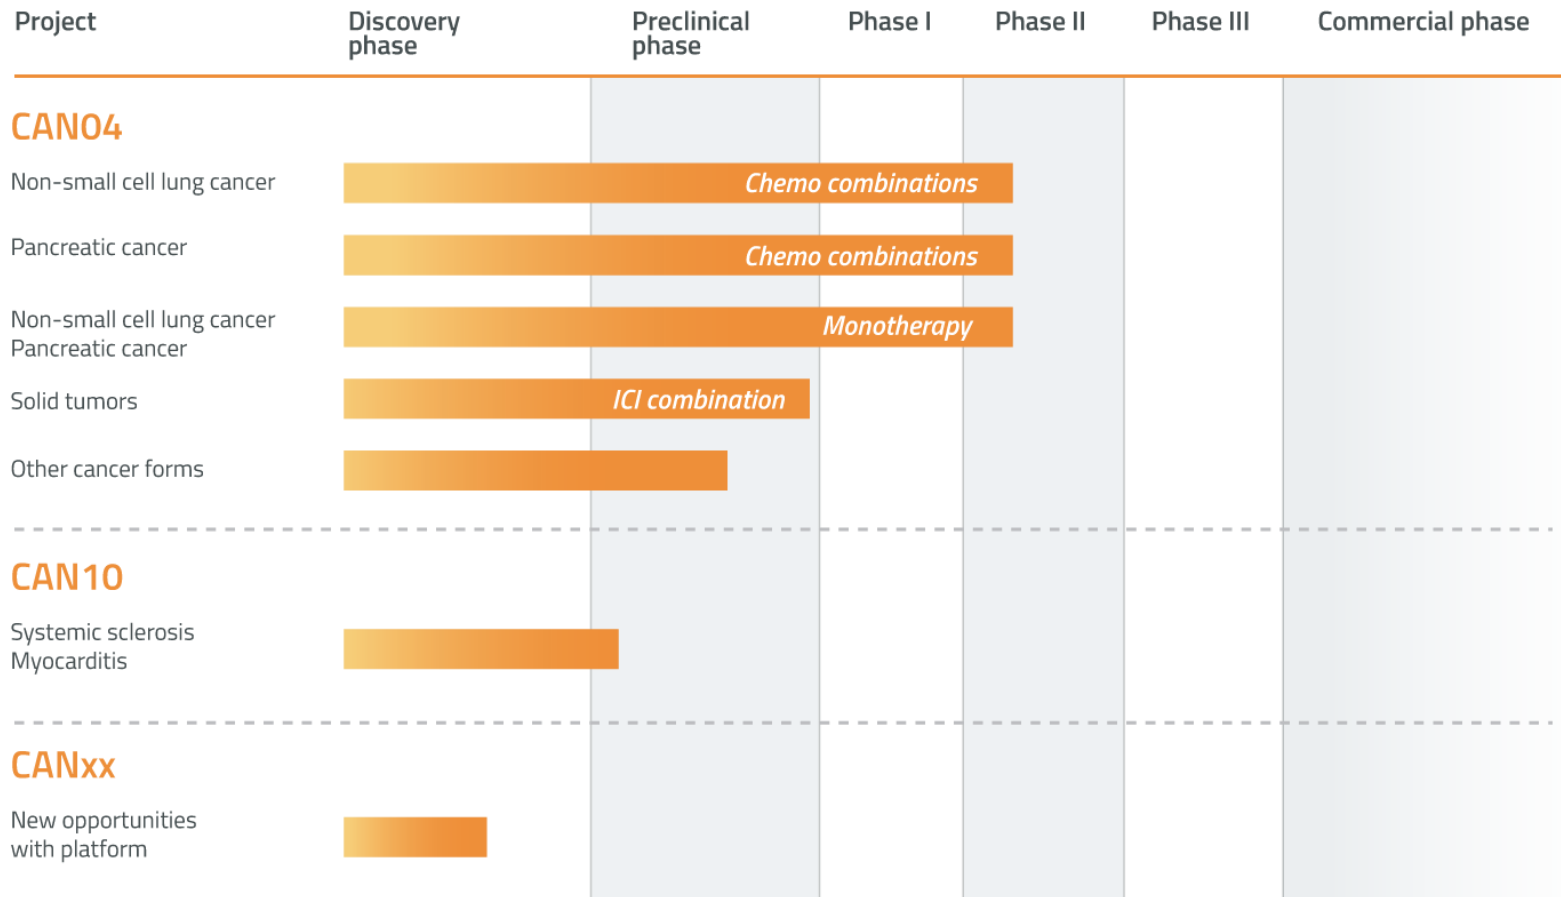 Project
Discovery
phase
Preclinical
phase
Phase I
Phase II
Phase III
Commercial phase
CAN04
Non-small cell lung cancer
Chemo combinations
Pancreatic cancer
Chemo combinations
Non-small cell lung cancer
Pancreatic cancer
Monotherapy
Solid tumors
ICI combination
Other cancer forms
CAN10
Systemic sclerosis
Myocarditis
CANxx
New opportunities
with platform